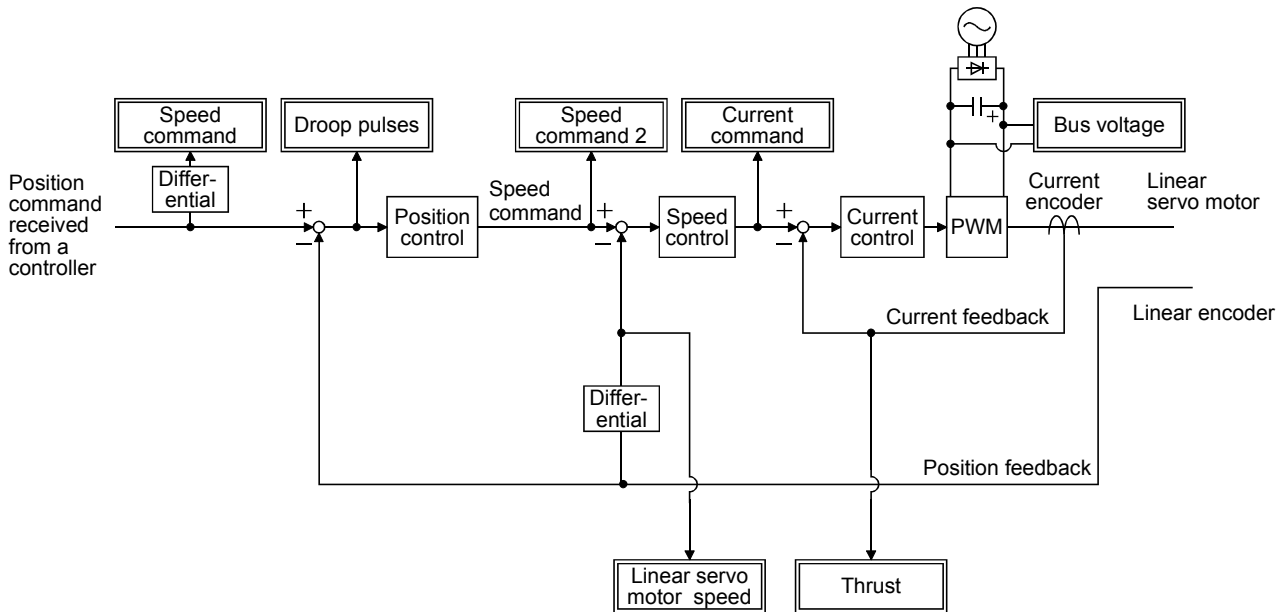 Speed
command
Droop pulses
Speed
command 2
Current
command
Bus voltage
Position
command
received
from a
controller
Differ-
ential
+
−
Position
control
Speed
command
+
−
Speed
control
+
−
Current
control
PWM
+
Current
encoder
Linear
servo motor
Current feedback
Linear encoder
Differ-
ential
Position feedback
Linear servo
motor speed
Thrust